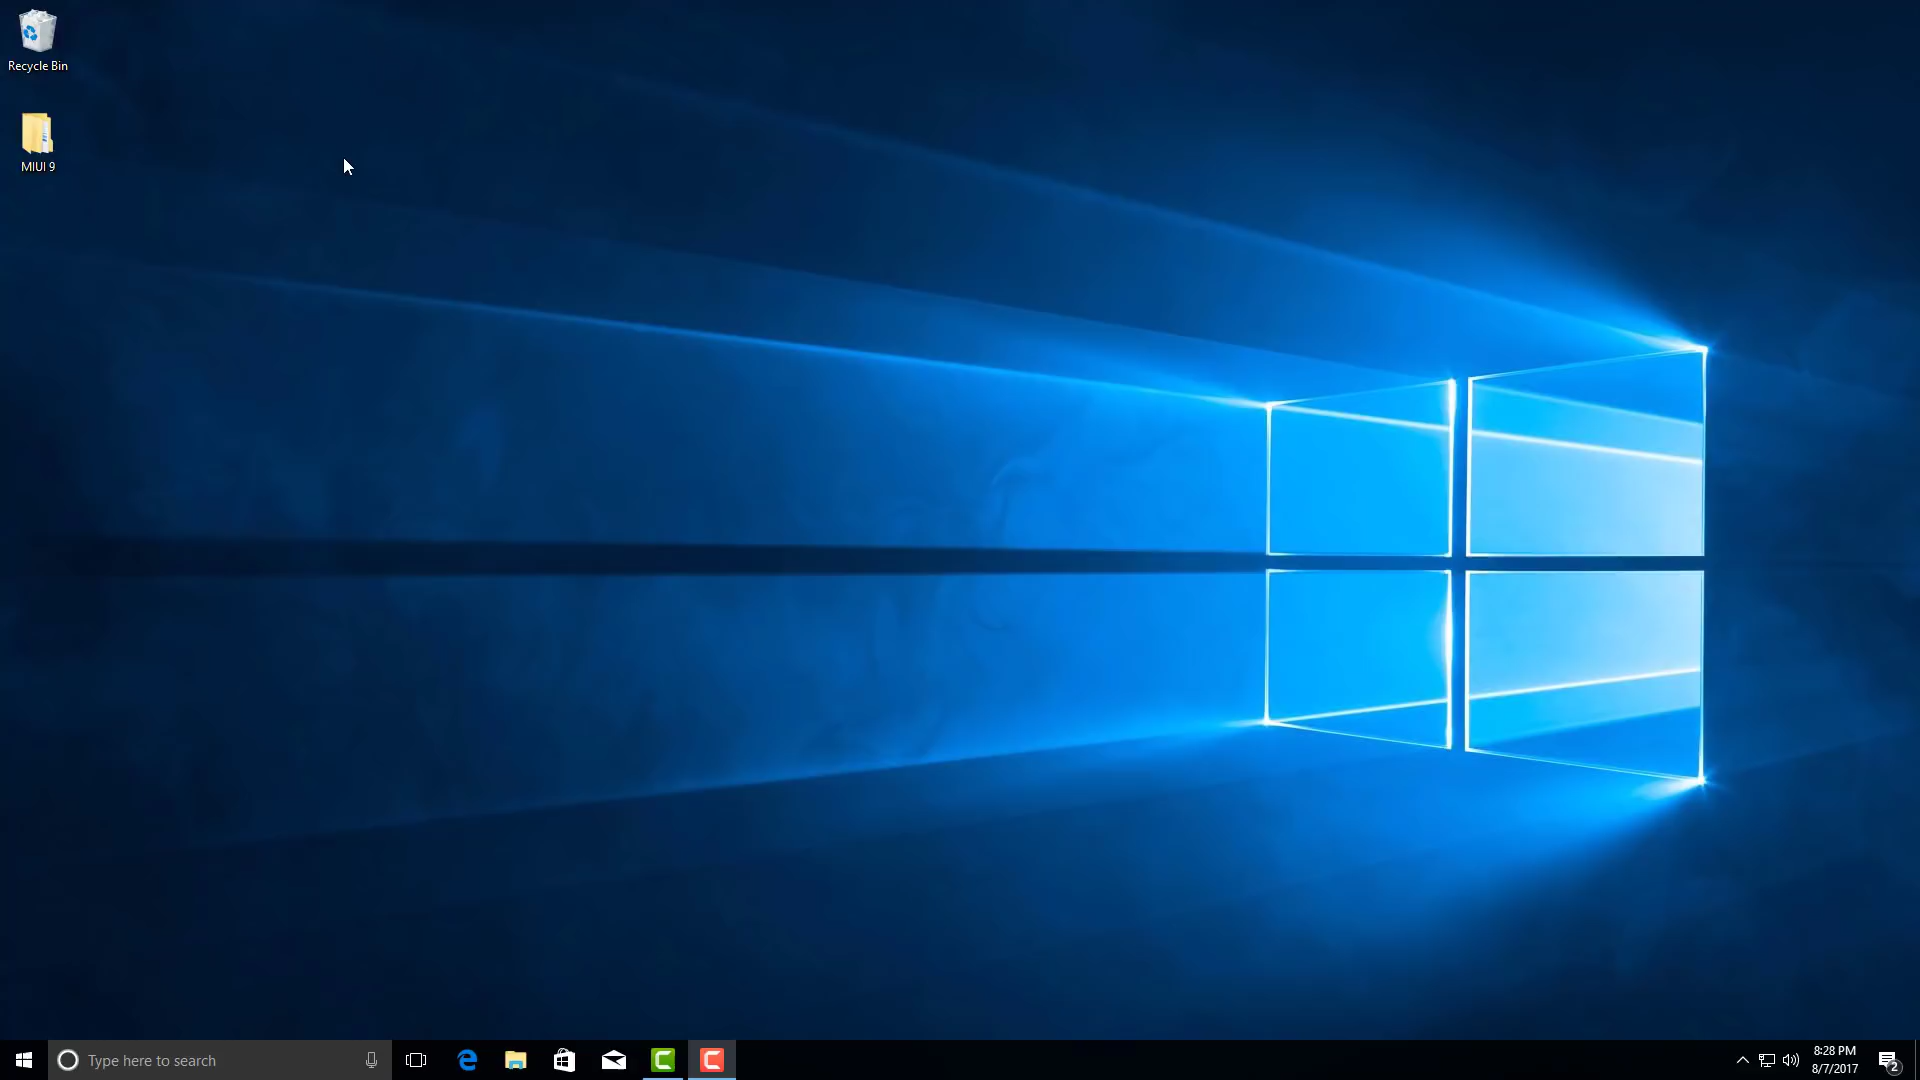 Recycle Bin
MIUI 9
Type here to search
8:28 PM
8/7/2017
2